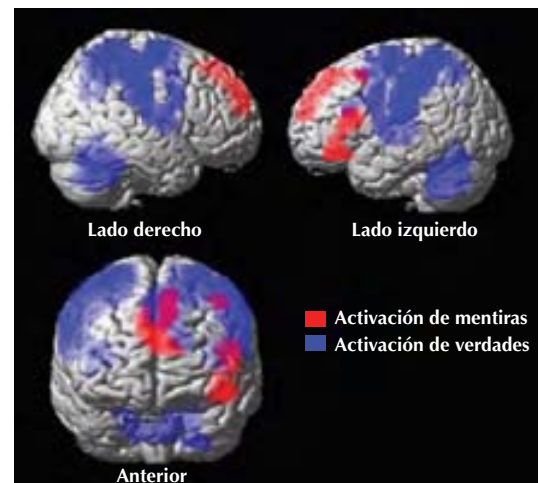 Lado derecho
Lado izquierdo
Activación de mentiras
Activación de verdades
Anterior